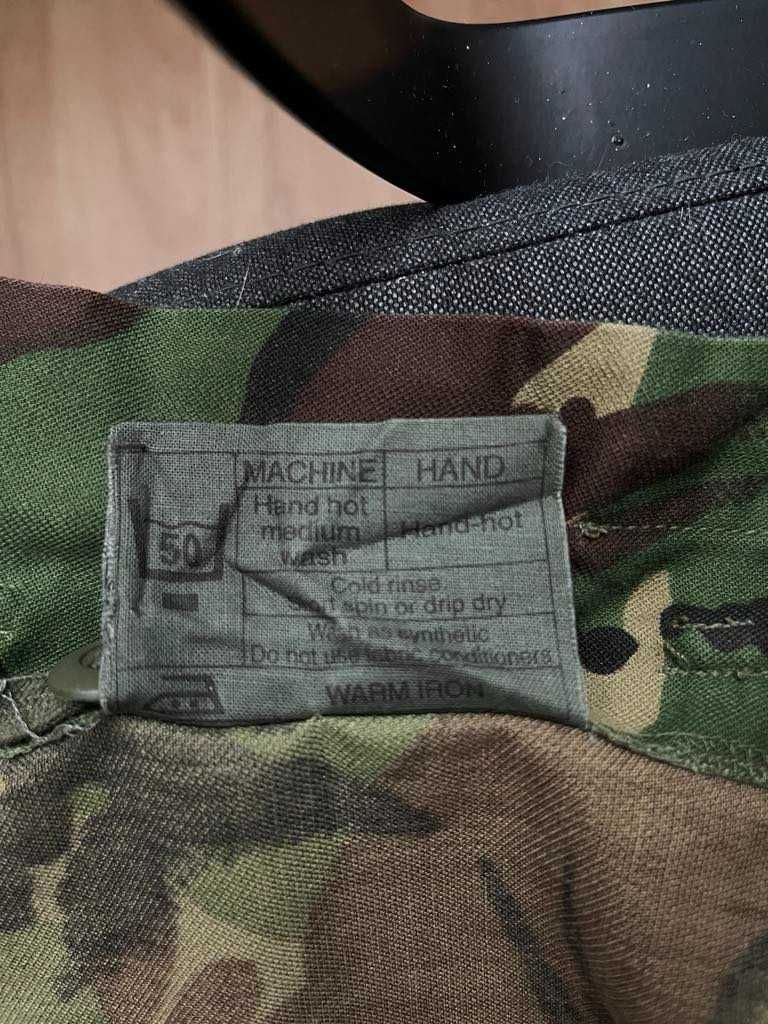 MACHINE HAND
50
Hand hot
medium
wash
Hand-hot
Cold rinse
spin or drip dry
Wash as synthetic
Do not use fabric conditioners
WARM IRON